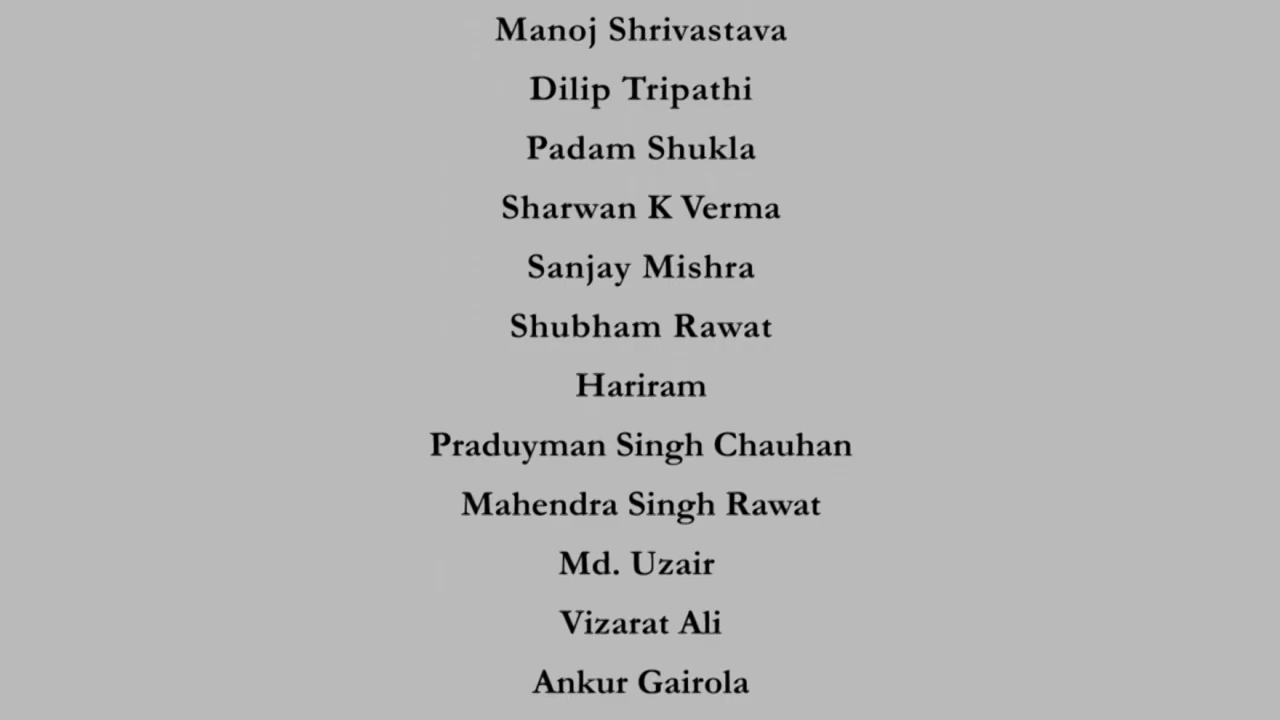 Manoj Shrivastava
Dilip Tripathi
Padam Shukla
Sharwan K Verma
Sanjay Mishra
Shubham Rawat
Hariram
Praduyman Singh Chauhan
Mahendra Singh Rawat
Md. Uzair
Vizarat Ali
Ankur Gairola